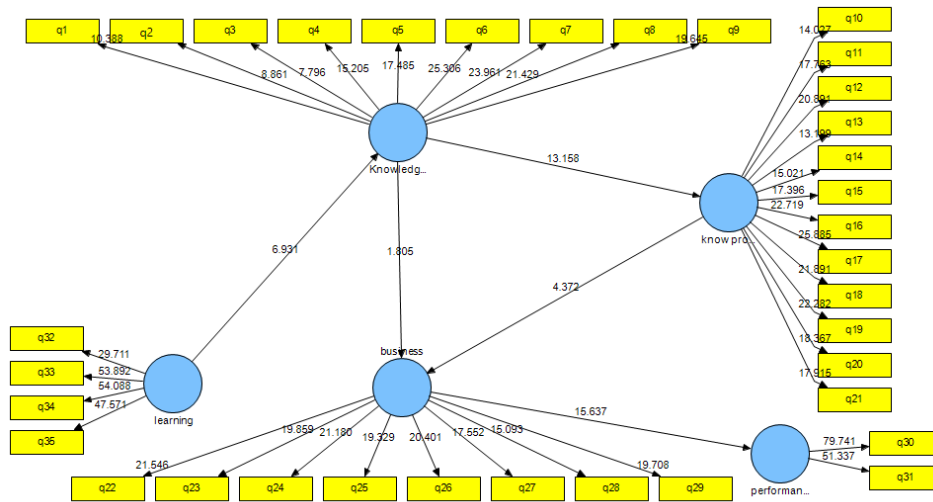 q1 q2 q3 q4 q5 q6 q7 q8 q9
10.388 8.861 7.796 15.205 17.485 25.306 23.961 21.429 19.645
q10
14.027
q11
17.763
q12
20.891
q13
13.199
q14
15.021
q15
17.396
q16
22.719
q17
25.885
q18
21.891
q19
22.282
q20
18.367
q21
17.915
Knowledg...
13.158
know pro...
6.931
1.805
4.372
business
learning
q32
29.711
q33
53.892
q34
54.088
q35
47.571
15.637
performan...
79.741
q30
51.337
q31
21.546 19.859 21.180 19.329 20.401 17.552 15.093 19.708
q22 q23 q24 q25 q26 q27 q28 q29